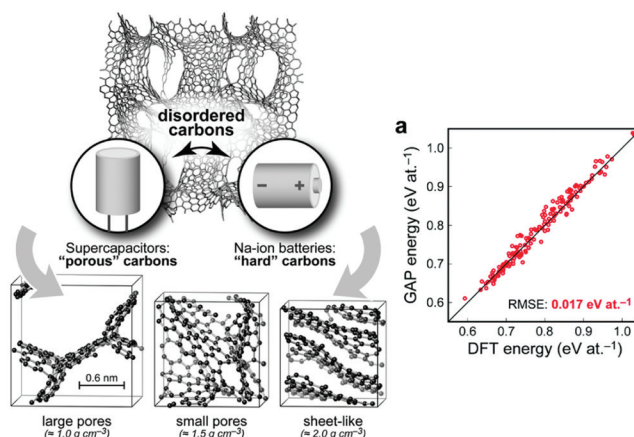 disordered
carbons
− +
Supercapacitors:
"porous" carbons
Na-ion batteries:
"hard" carbons
0.6 nm
large pores
(≈ 1.0 g cm⁻³)
small pores
(≈ 1.5 g cm⁻³)
sheet-like
(≈ 2.0 g cm⁻³)
a
GAP energy (eV at.⁻¹)
1.0
0.9
0.8
0.7
0.6
RMSE: 0.017 eV at.⁻¹
0.6 0.7 0.8 0.9 1.0
DFT energy (eV at.⁻¹)